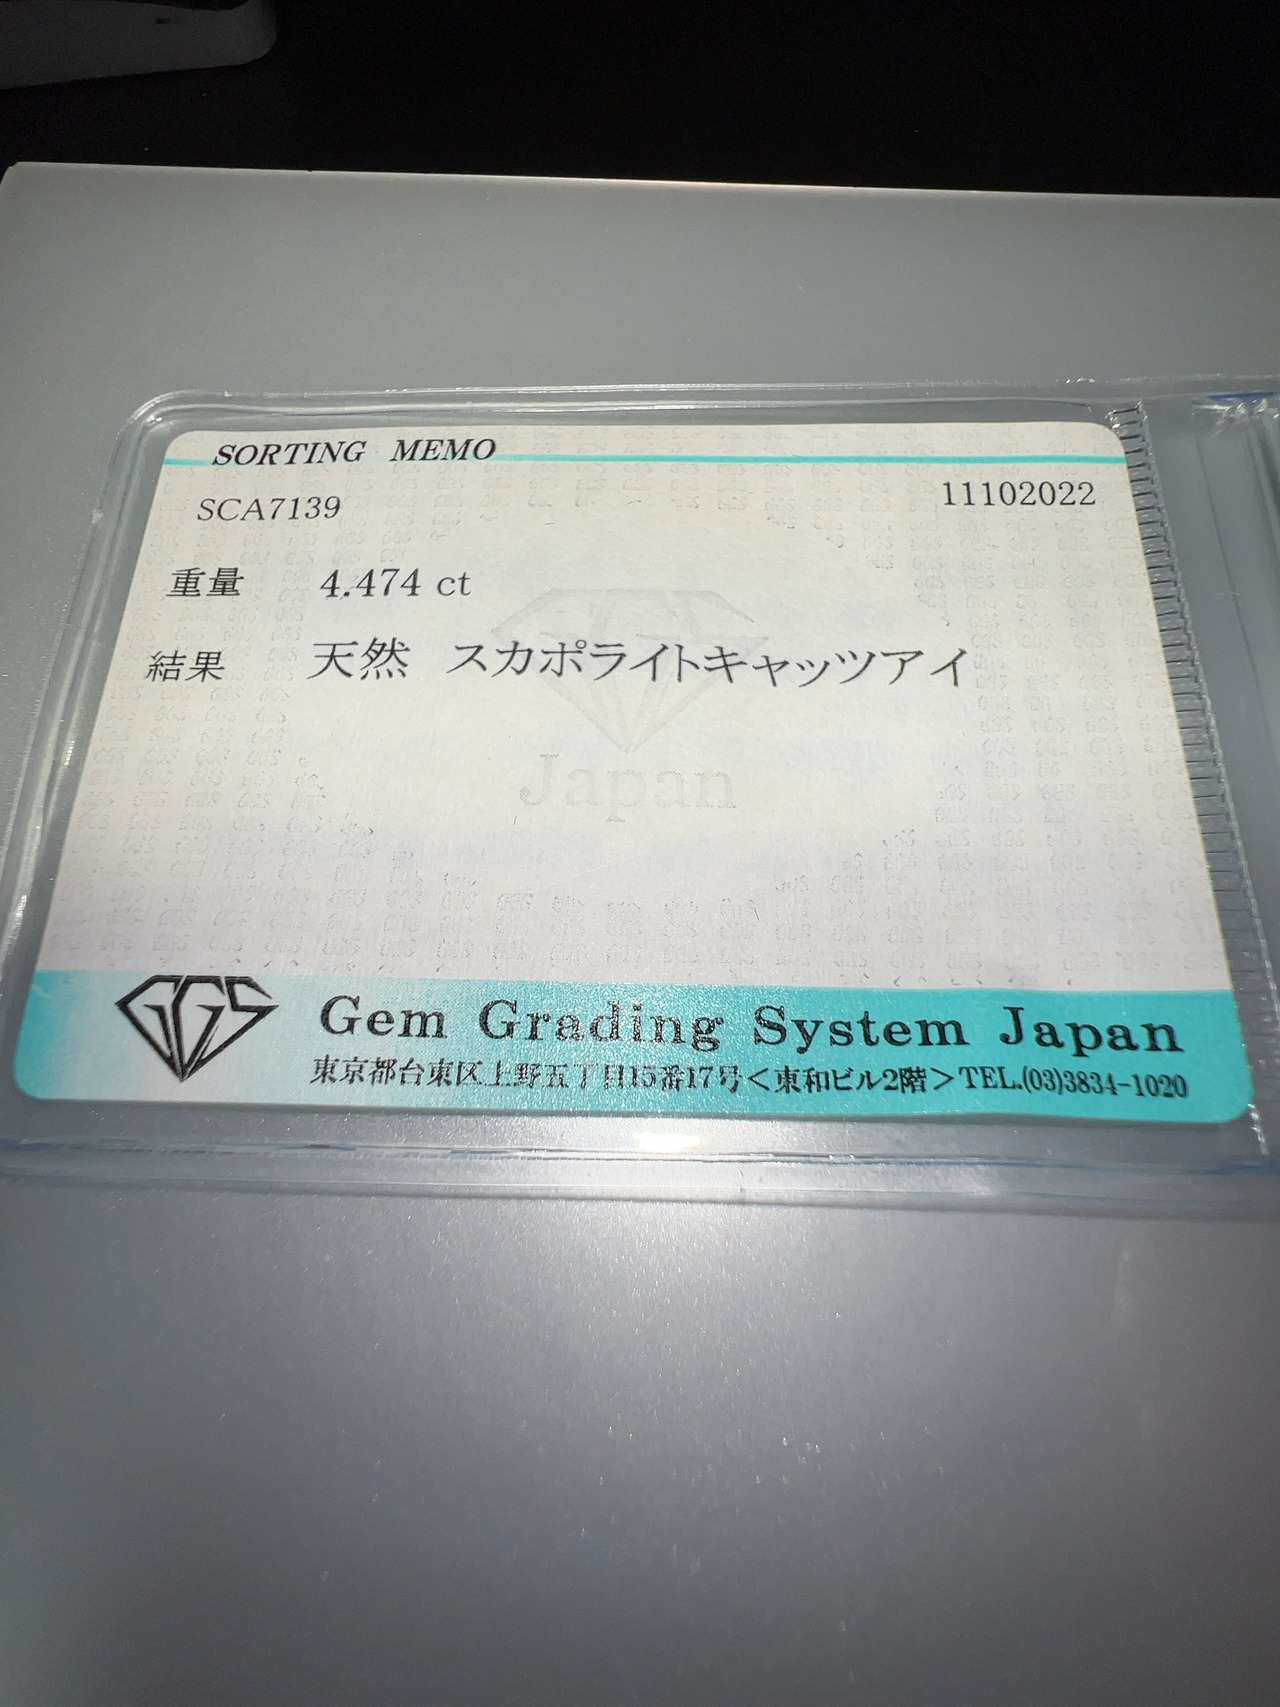 SORTING MEMO
SCA7139 11102022
重量 4.474 ct
結果 天然 スカポライトキャッツアイ
GGS
Japan
GGS Gem Grading System Japan
東京都台東区上野五丁目15番17号＜東和ビル2階＞TEL.(03)3834-1020